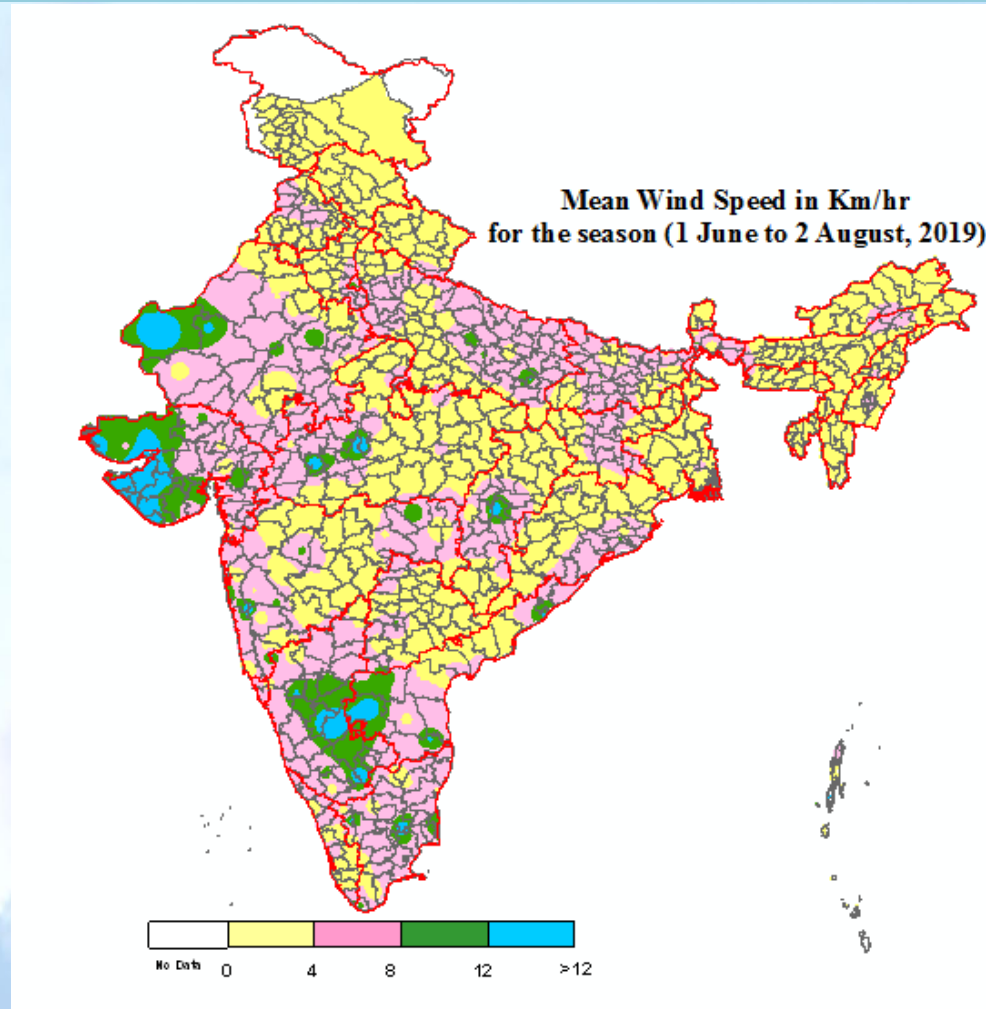 Mean Wind Speed in Km/hr
for the season (1 June to 2 August, 2019)
No Data 0 4 8 12 >12